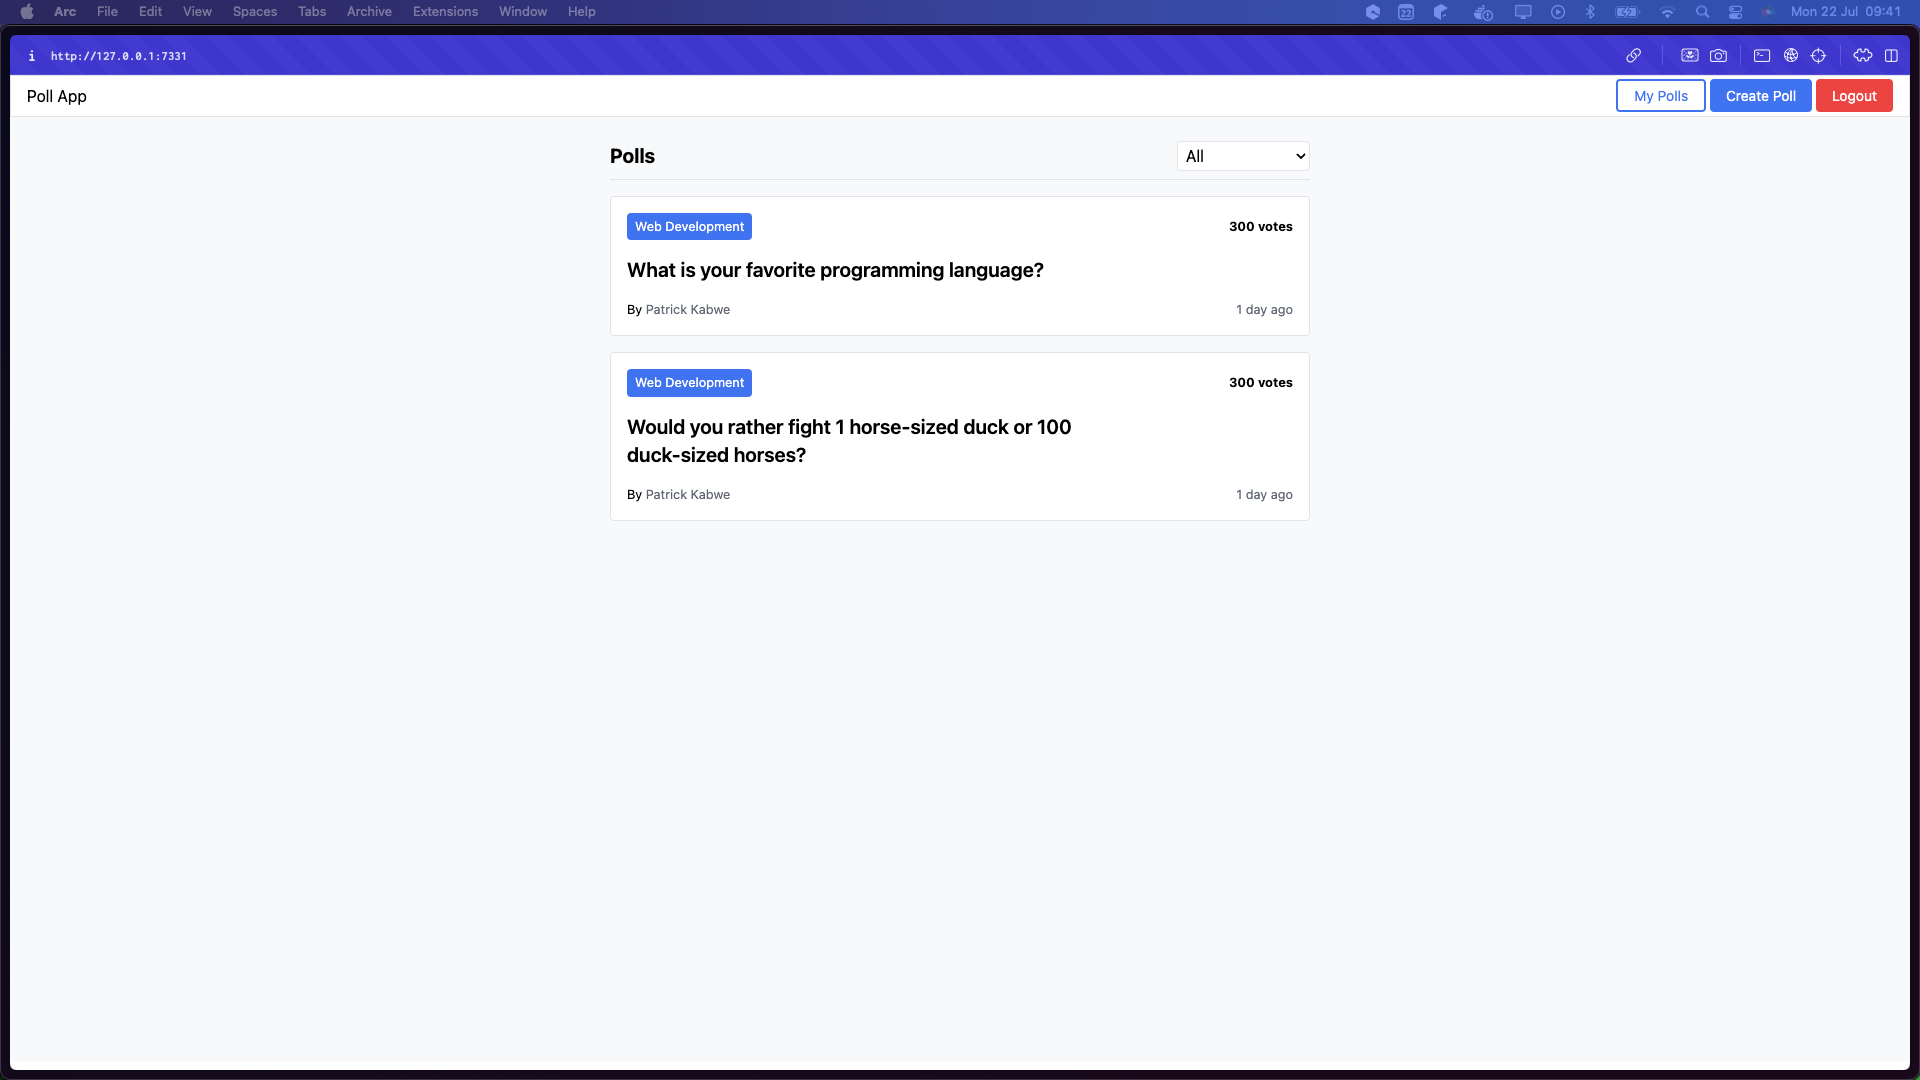 Arc File Edit View Spaces Tabs Archive Extensions Window Help 22 Mon 22 Jul 09:41
i http://127.0.0.1:7331
Poll App My Polls Create Poll Logout
Polls All
Web Development 300 votes
What is your favorite programming language?
By Patrick Kabwe 1 day ago
Web Development 300 votes
Would you rather fight 1 horse-sized duck or 100
duck-sized horses?
By Patrick Kabwe 1 day ago